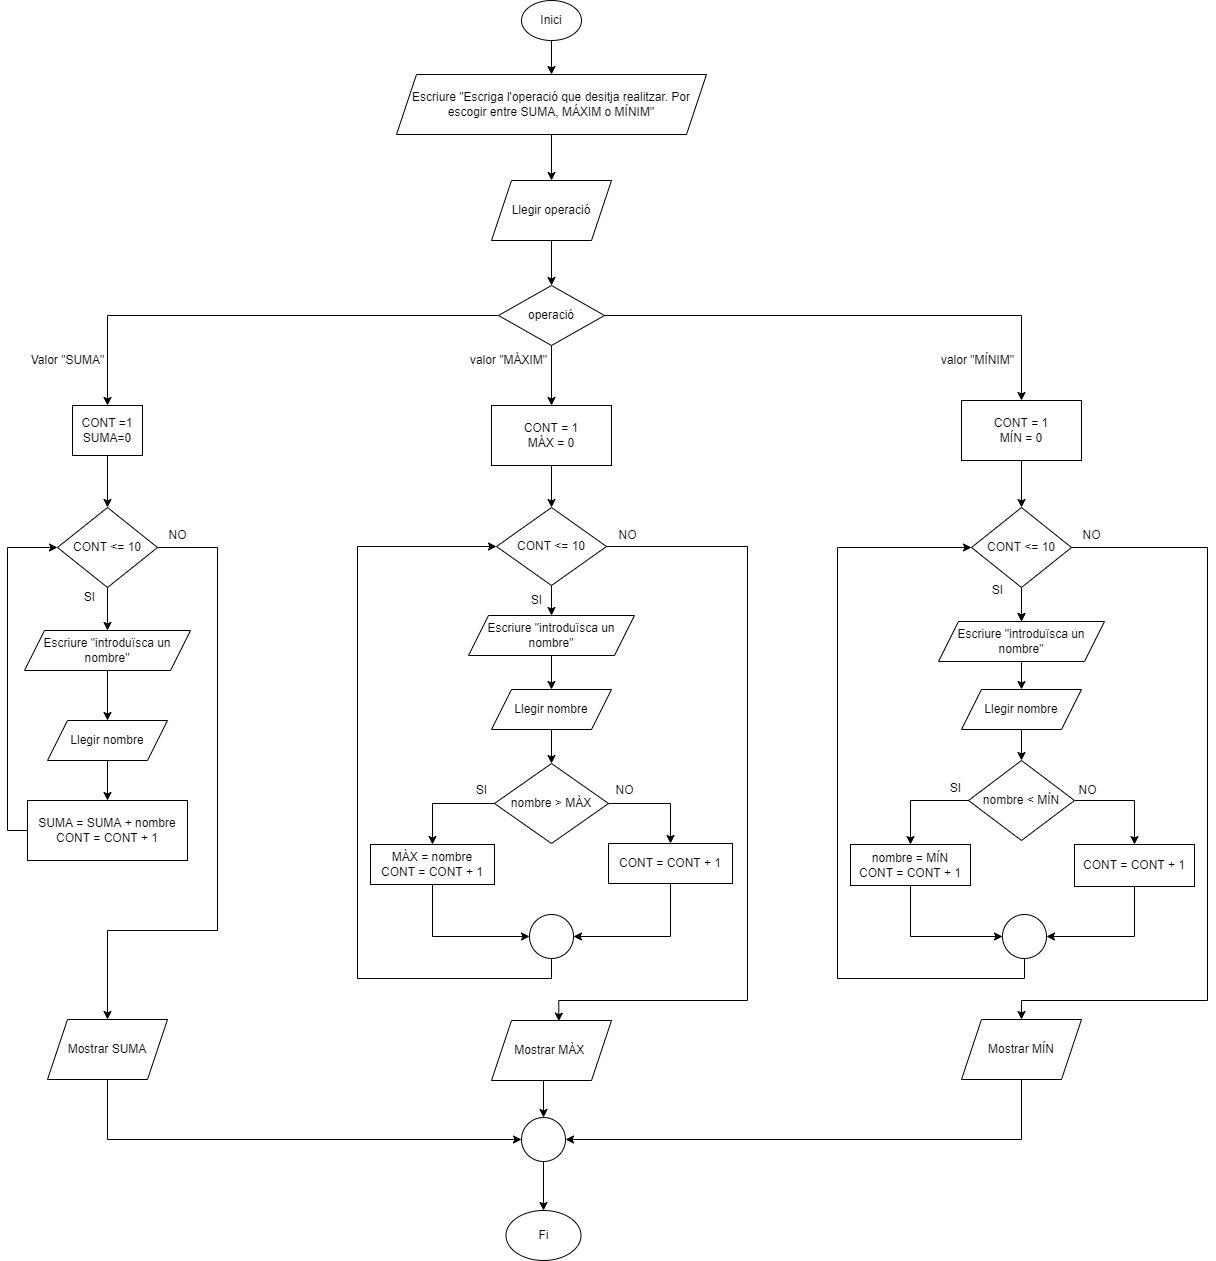 Inici
Escriure "Escriga l'operació que desitja realitzar. Por
escogir entre SUMA, MÁXIM o MÍNIM"
Llegir operació
operació
Valor "SUMA"
valor "MÀXIM"
valor "MÍNIM"
CONT =1
SUMA=0
CONT = 1
MÀX = 0
CONT = 1
MÍN = 0
CONT <= 10
NO
SI
CONT <= 10
NO
SI
CONT <= 10
NO
SI
Escriure "introduïsca un
nombre"
Escriure "introduïsca un
nombre"
Escriure "introduïsca un
nombre"
Llegir nombre
Llegir nombre
Llegir nombre
SUMA = SUMA + nombre
CONT = CONT + 1
SI
nombre > MÀX
NO
SI
nombre < MÍN
NO
MÀX = nombre
CONT = CONT + 1
CONT = CONT + 1
nombre = MÍN
CONT = CONT + 1
CONT = CONT + 1
Mostrar SUMA
Mostrar MÀX
Mostrar MÍN
Fi